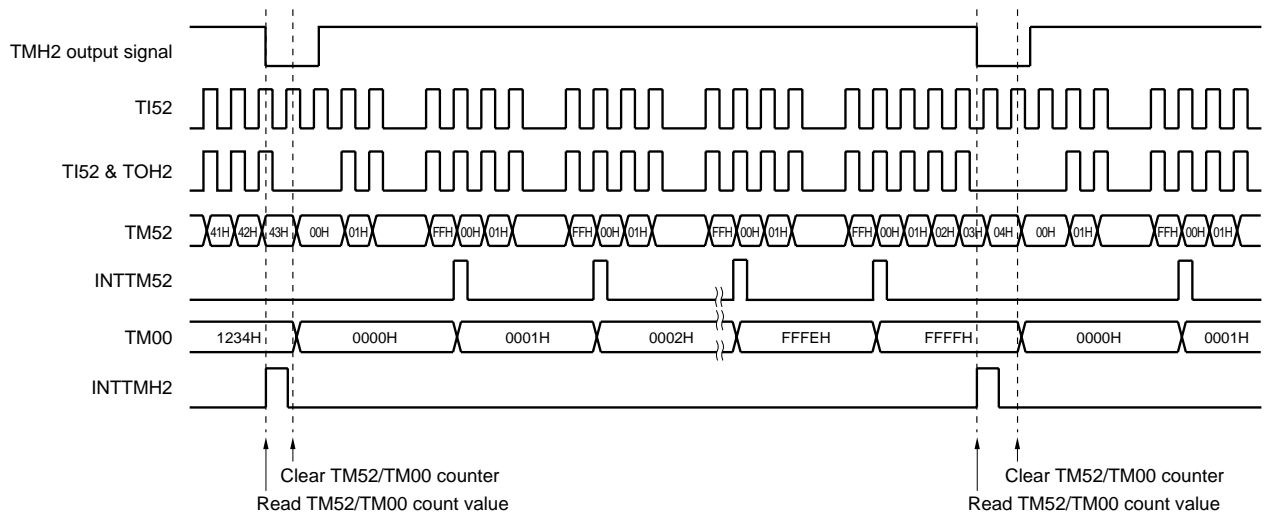 TMH2 output signal
TI52
TI52 & TOH2
TM52 41H 42H 43H 00H 01H FFH 00H 01H FFH 00H 01H FFH 00H 01H FFH 00H 01H 02H 03H 04H 00H 01H FFH 00H 01H
INTTM52
TM00 1234H 0000H 0001H 0002H FFFEH FFFFH 0000H 0001H
INTTMH2
Clear TM52/TM00 counter Clear TM52/TM00 counter
Read TM52/TM00 count value Read TM52/TM00 count value